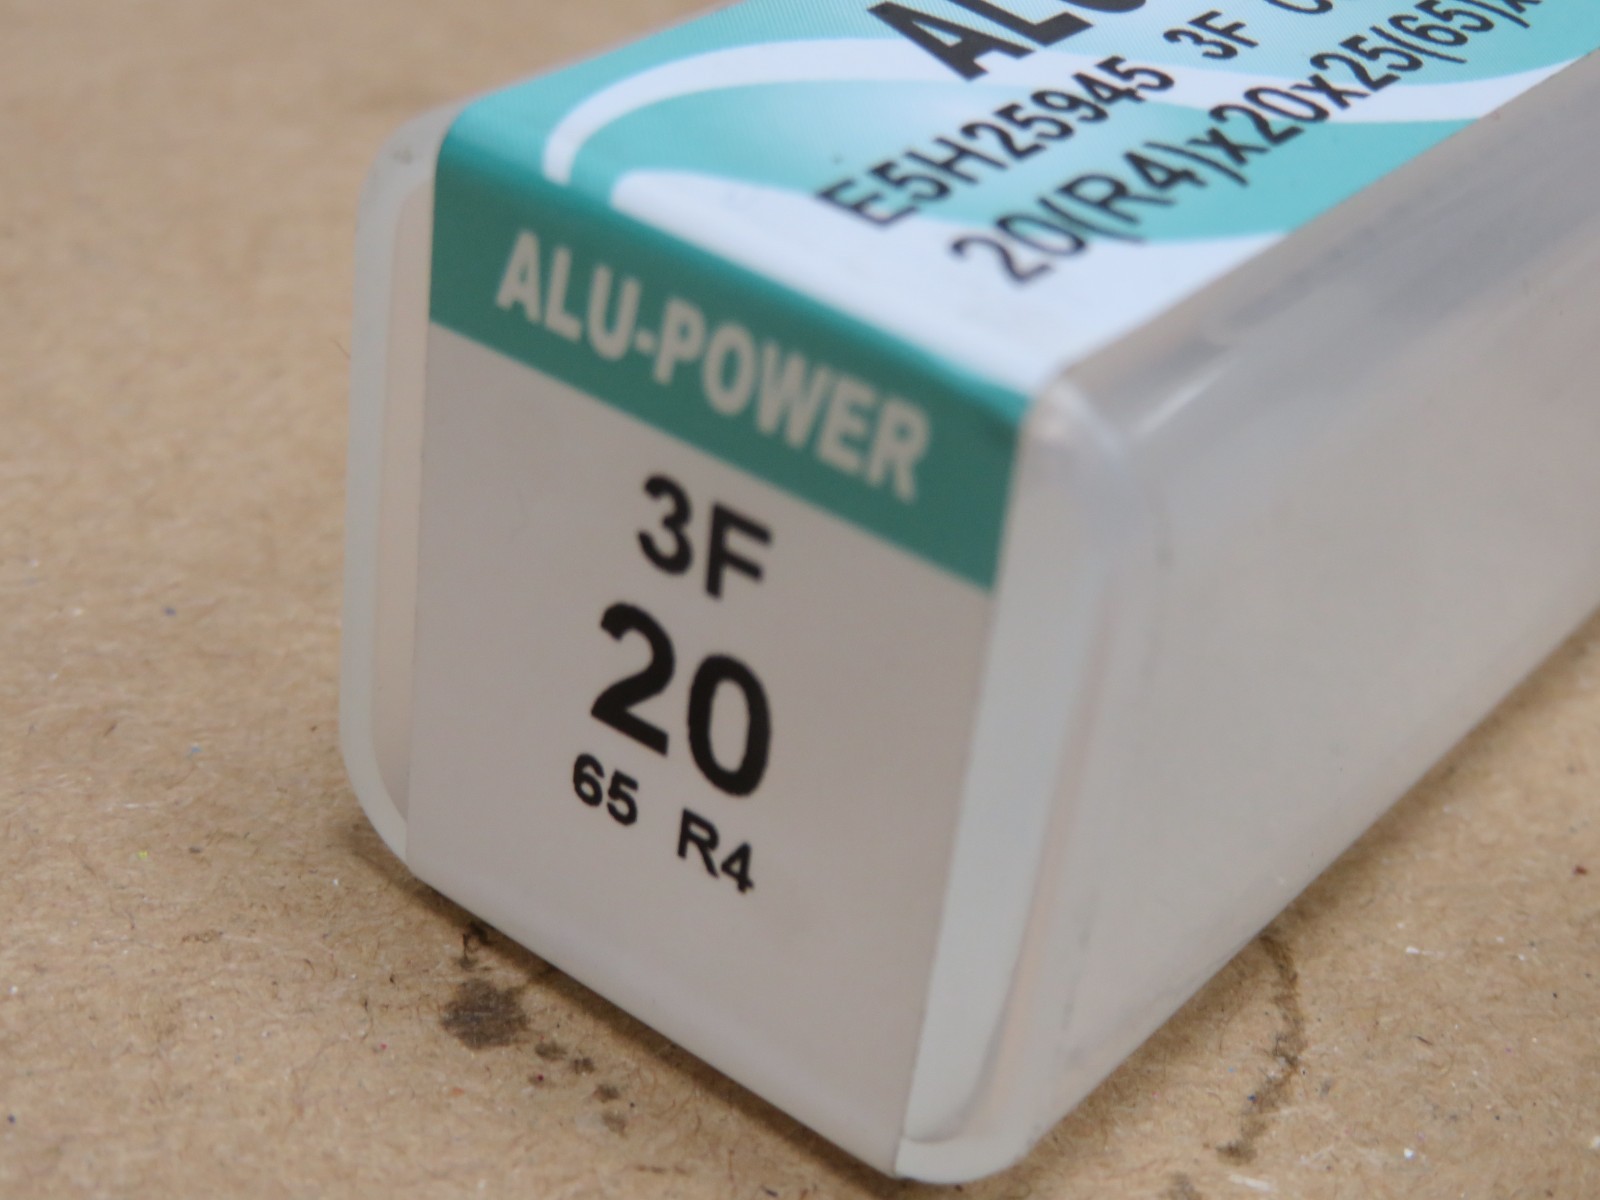 E5H25945 3F
20(R4)x20x25(65)x
ALU-POWER
3F
20
65 R4